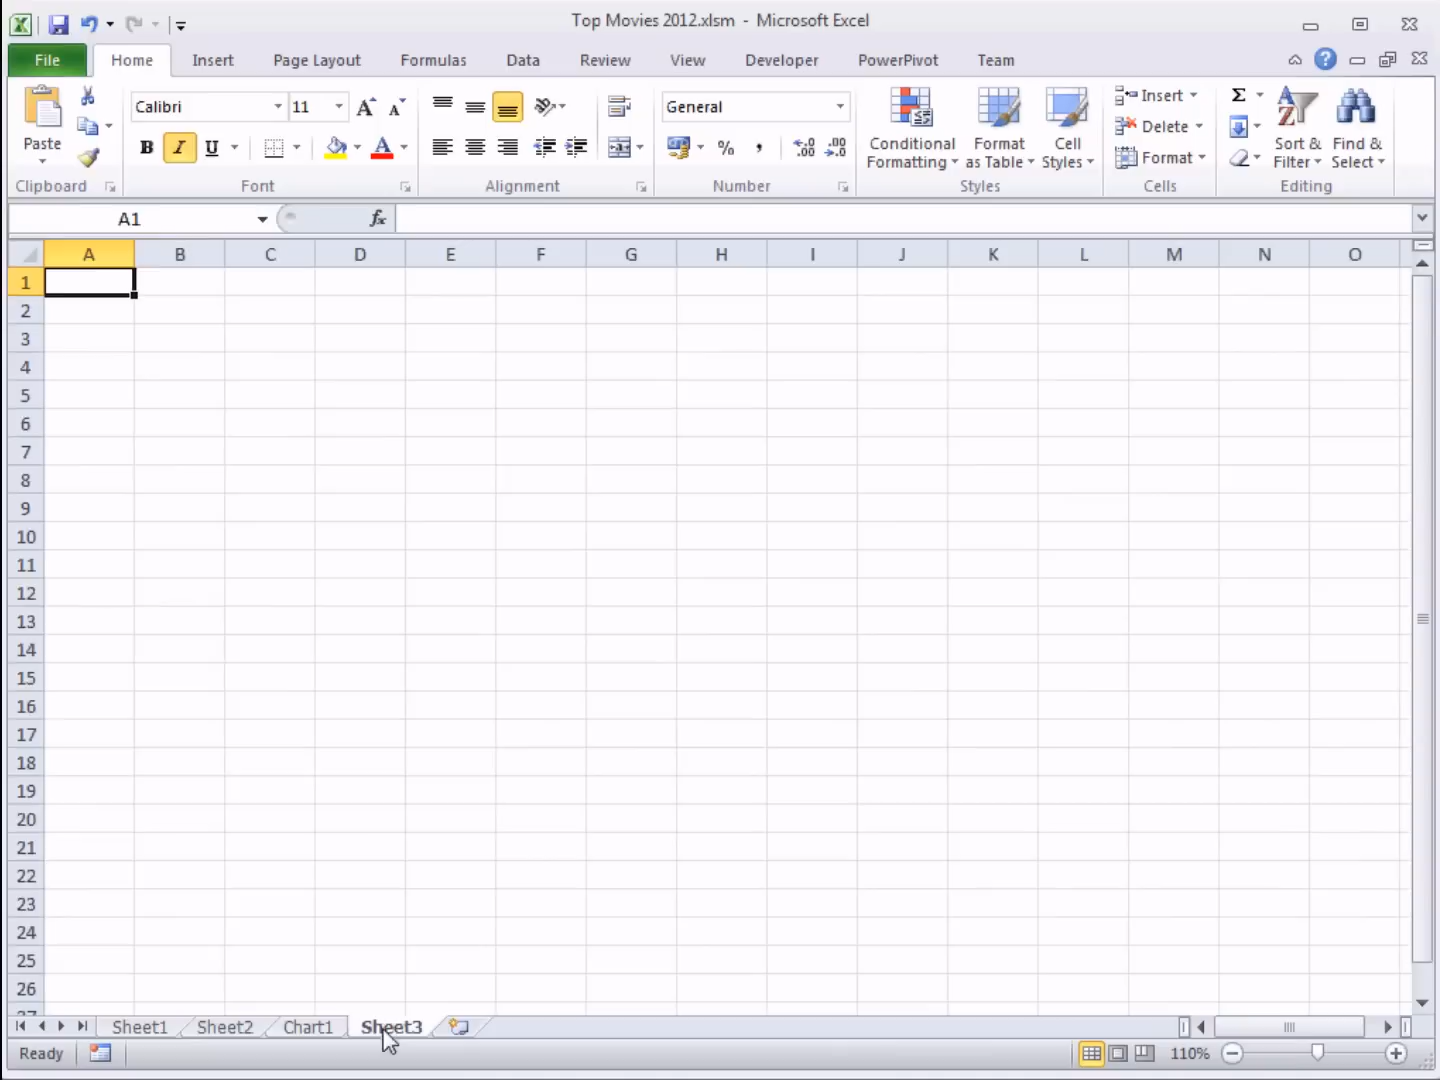 Top Movies 2012.xlsm - Microsoft Excel
File Home Insert Page Layout Formulas Data Review View Developer PowerPivot Team
Calibri 11 General
Insert
Delete
Format
Paste
B I U
A
%
Σ
Conditional Formatting
Format as Table
Cell Styles
Sort & Filter
Find & Select
Clipboard Font Alignment Number Styles Cells Editing
A1 fx
A B C D E F G H I J K L M N O
1
2
3
4
5
6
7
8
9
10
11
12
13
14
15
16
17
18
19
20
21
22
23
24
25
26
27
Sheet1 Sheet2 Chart1 Sheet3
Ready 110%